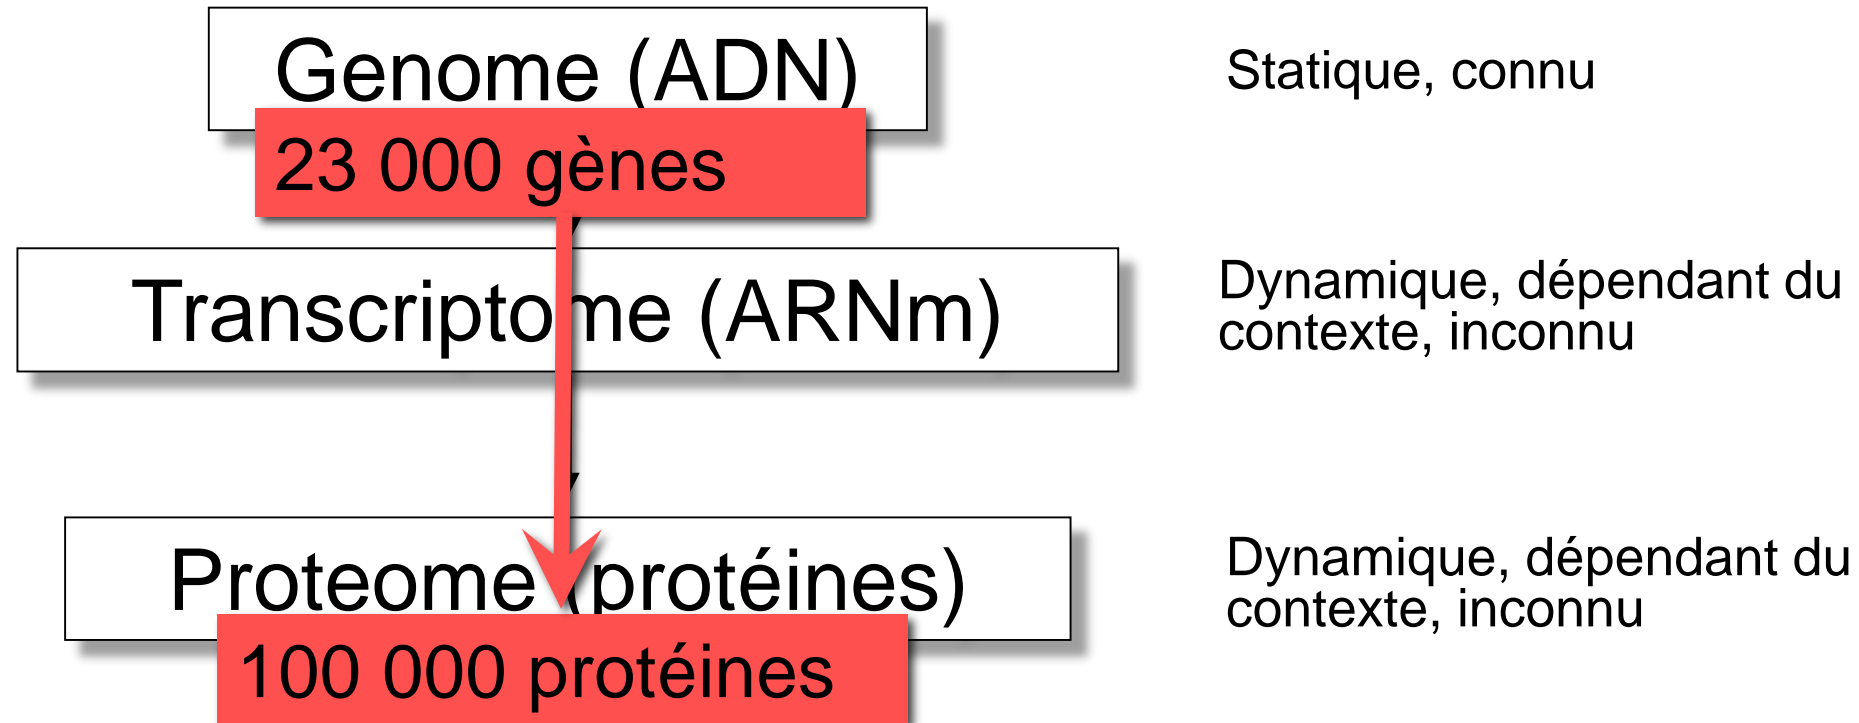 Genome (ADN)
Statique, connu
23 000 gènes
Transcriptome (ARNm)
Dynamique, dépendant du
contexte, inconnu
Proteome (protéines)
Dynamique, dépendant du
contexte, inconnu
100 000 protéines